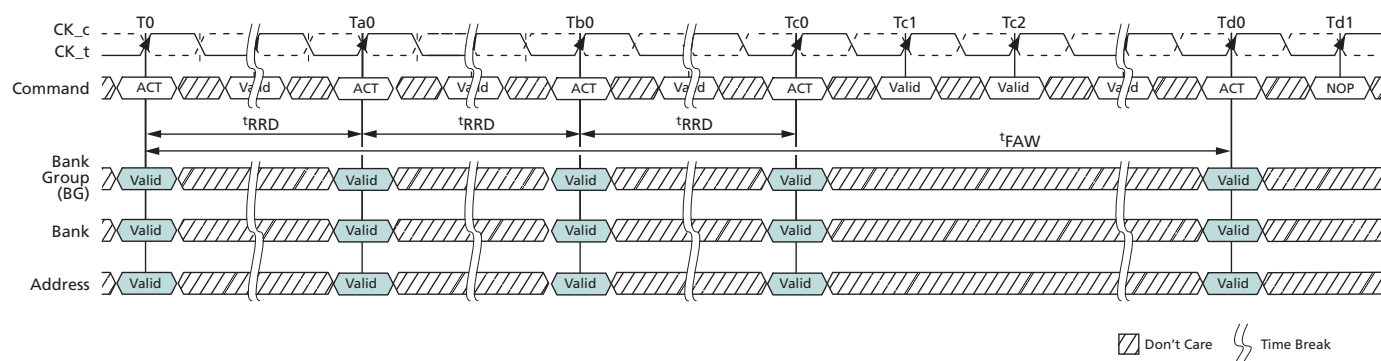 T0 Ta0 Tb0 Tc0 Tc1 Tc2 Td0 Td1
CK_c
CK_t
Command ACT Valid ACT Valid ACT Valid ACT Valid Valid Valid ACT NOP
tRRD tRRD tRRD
tFAW
Bank
Group
(BG)
Valid Valid Valid Valid Valid
Bank Valid Valid Valid Valid Valid
Address Valid Valid Valid Valid Valid
Don't Care Time Break